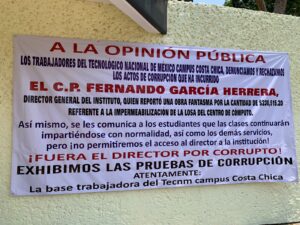 A LA OPINIÓN PÚBLICA
LOS TRABAJADORES DEL TECNOLÓGICO NACIONAL DE MÉXICO CAMPUS COSTA CHICA, DENUNCIAMOS Y RECHAZAMOS
LOS ACTOS DE CORRUPCIÓN QUE HA INCURRIDO
EL C.P. FERNANDO GARCÍA HERRERA,
DIRECTOR GENERAL DEL INSTITUTO, QUIEN REPORTO UNA OBRA FANTASMA POR LA CANTIDAD DE $230,515.20
REFERENTE A LA IMPERMEABILIZACIÓN DE LA LOSA DEL CENTRO DE CÓMPUTO.
Así mismo, se les comunica a los estudiantes que las clases continuarán
impartiéndose con normalidad, así como los demás servicios,
pero ¡no permitiremos el acceso al director a la institución!
¡FUERA EL DIRECTOR POR CORRUPTO!
EXHIBIMOS LAS PRUEBAS DE CORRUPCIÓN
ATENTAMENTE:
La base trabajadora del Tecnm campus Costa Chica